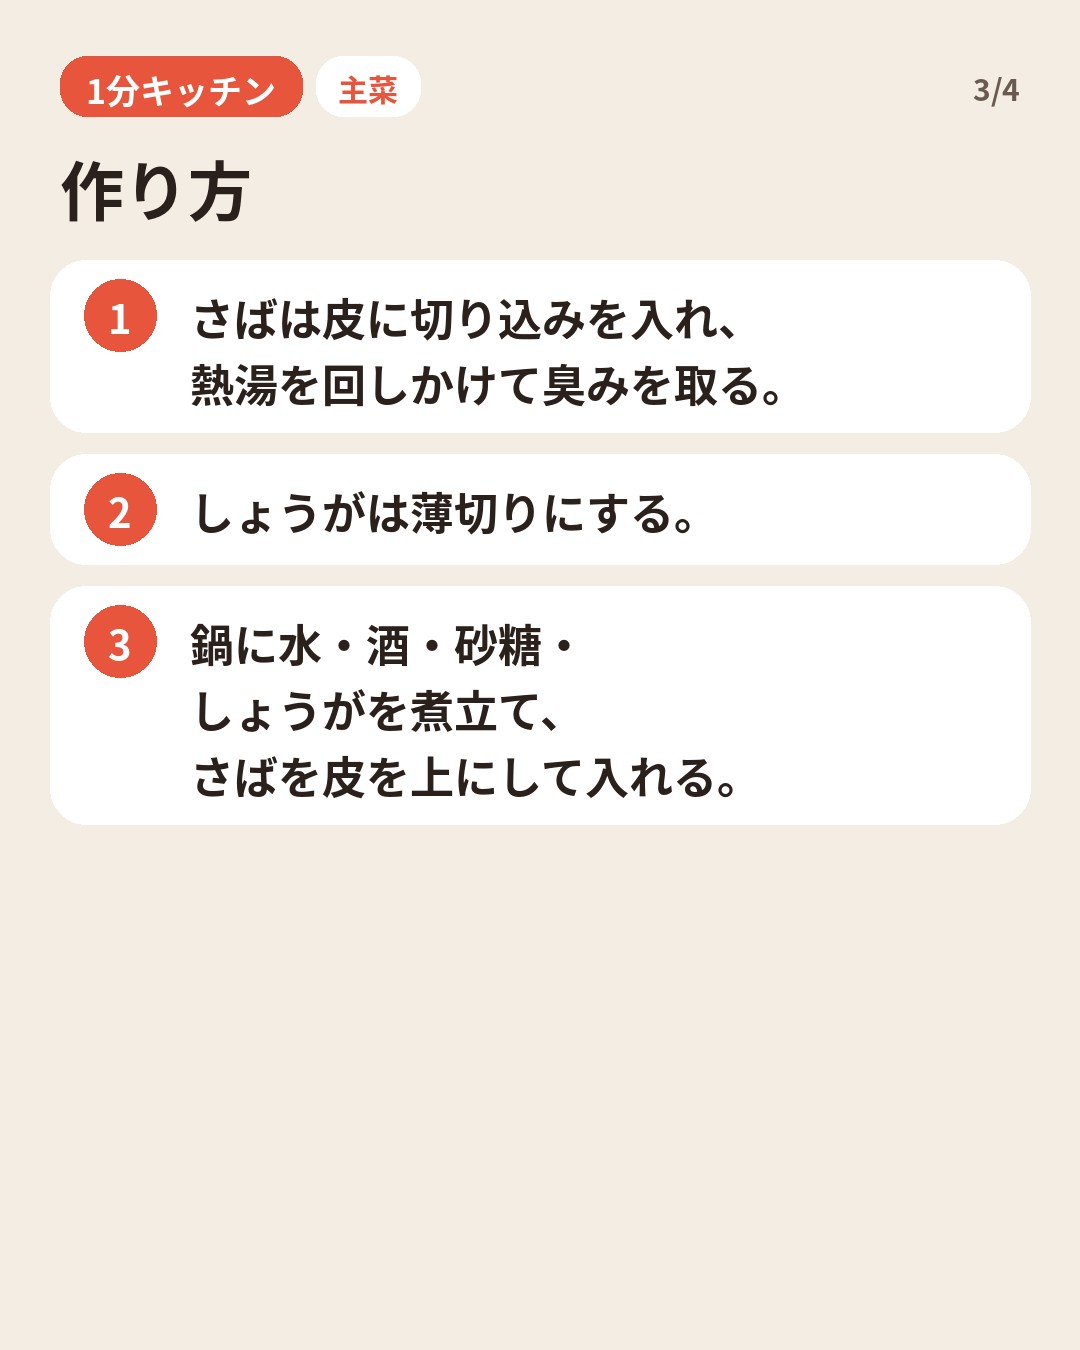 1分キッチン 主菜 3/4
作り方
1 さばは皮に切り込みを入れ、
熱湯を回しかけて臭みを取る。
2 しょうがは薄切りにする。
3 鍋に水・酒・砂糖・
しょうがを煮立て、
さばを皮を上にして入れる。